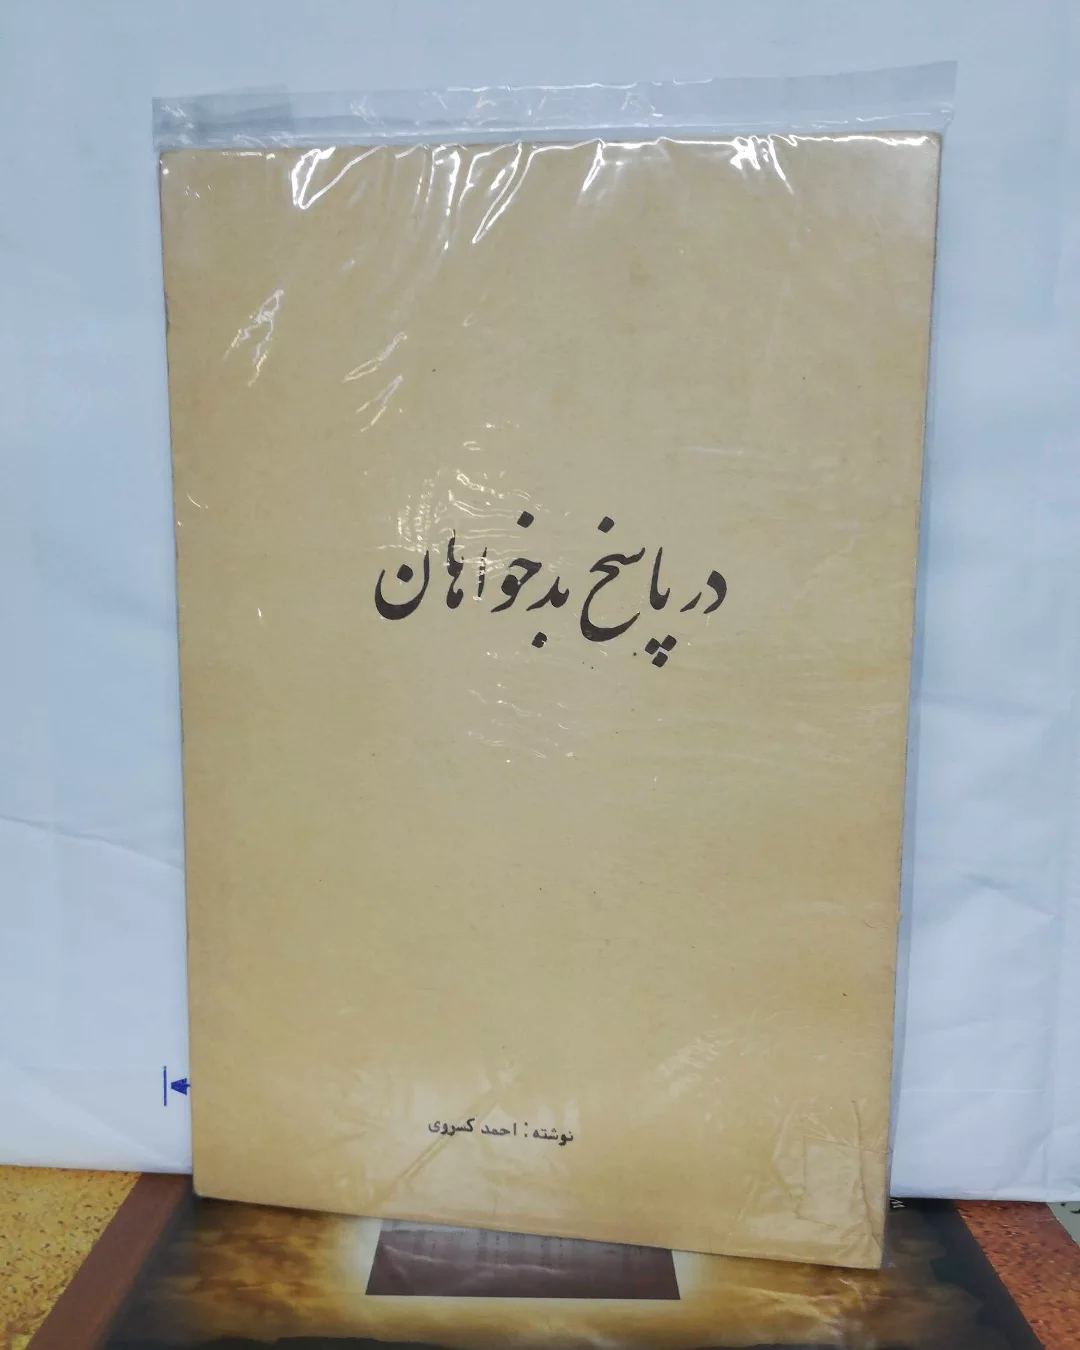 در پاسخ بدخواهان
نوشته: احمد کسروی